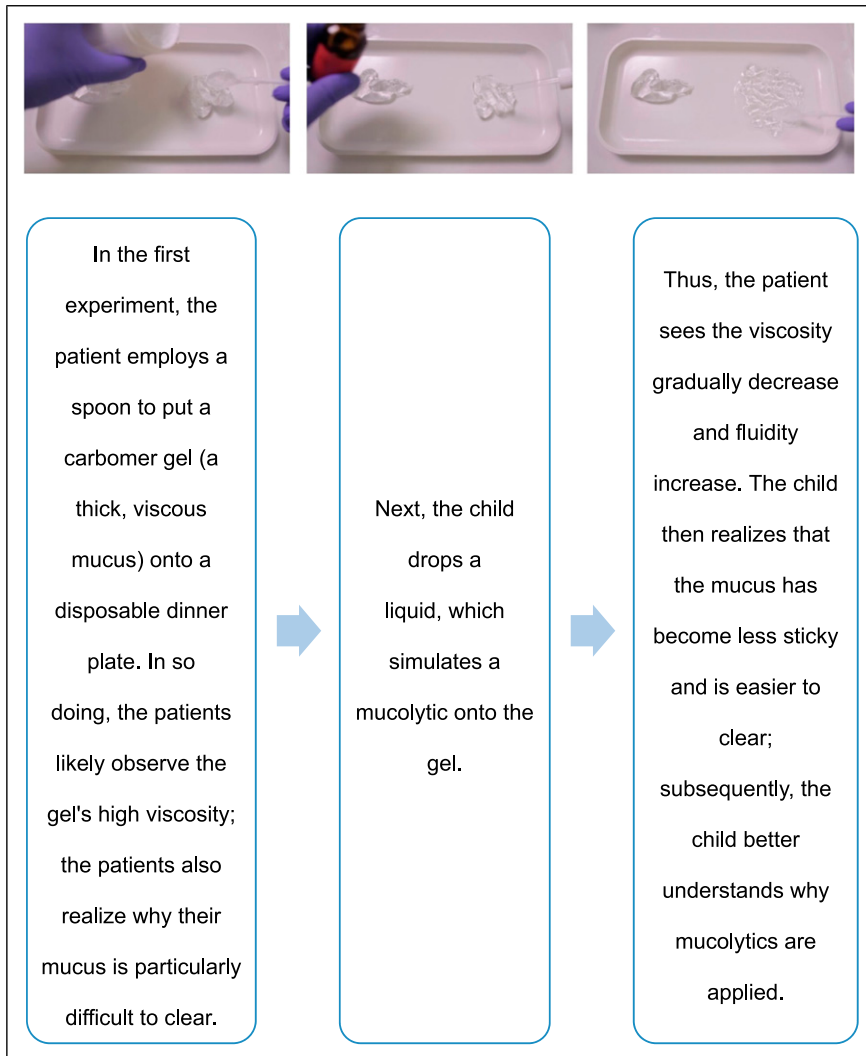 In the first
experiment, the
patient employs a
spoon to put a
carbomer gel (a
thick, viscous
mucus) onto a
disposable dinner
plate. In so
doing, the patients
likely observe the
gel's high viscosity;
the patients also
realize why their
mucus is particularly
difficult to clear.
Next, the child
drops a
liquid, which
simulates a
mucolytic onto the
gel.
Thus, the patient
sees the viscosity
gradually decrease
and fluidity
increase. The child
then realizes that
the mucus has
become less sticky
and is easier to
clear;
subsequently, the
child better
understands why
mucolytics are
applied.